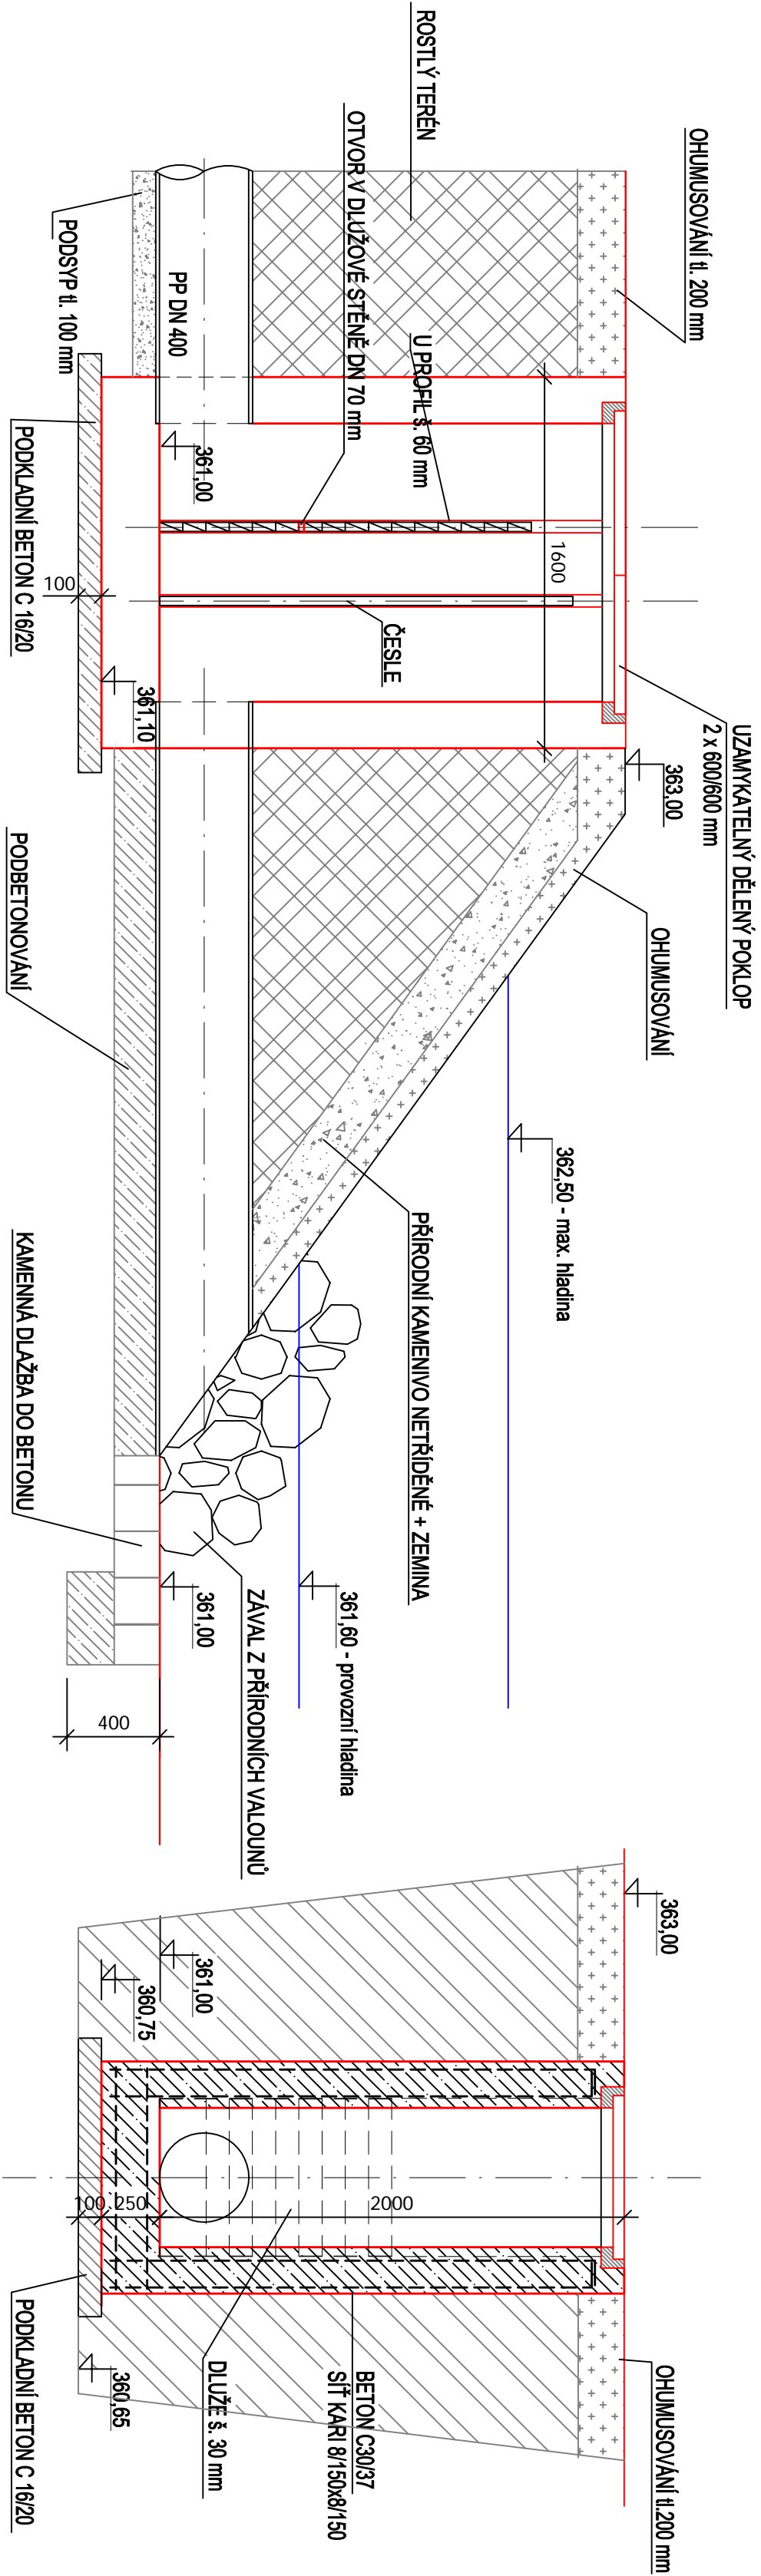 ROSTLÝ TERÉN
OHUMUSOVÁNÍ tl. 200 mm
OTVOR V DLUŽOVÉ STĚNĚ DN 70 mm
U PROFIL š. 60 mm
PODSYP tl. 100 mm
PP DN 400
361,00
1600
100
PODKLADNÍ BETON C 16/20
ČESLE
361,10
UZAMYKATELNÝ DĚLENÝ POKLOP
2 x 600/600 mm
363,00
OHUMUSOVÁNÍ
PODBETONOVÁNÍ
362,50 - max. hladina
PŘÍRODNÍ KAMENIVO NETŘÍDĚNÉ + ZEMINA
KAMENNÁ DLAŽBA DO BETONU
361,60 - provozní hladina
361,00
ZÁVAL Z PŘÍRODNÍCH VALOUNŮ
400
363,00
361,00
360,75
100
250
2000
PODKLADNÍ BETON C 16/20
360,65
DLUŽE š. 30 mm
BETON C30/37
SÍŤ KARI 8/150x8/150
OHUMUSOVÁNÍ tl.200 mm